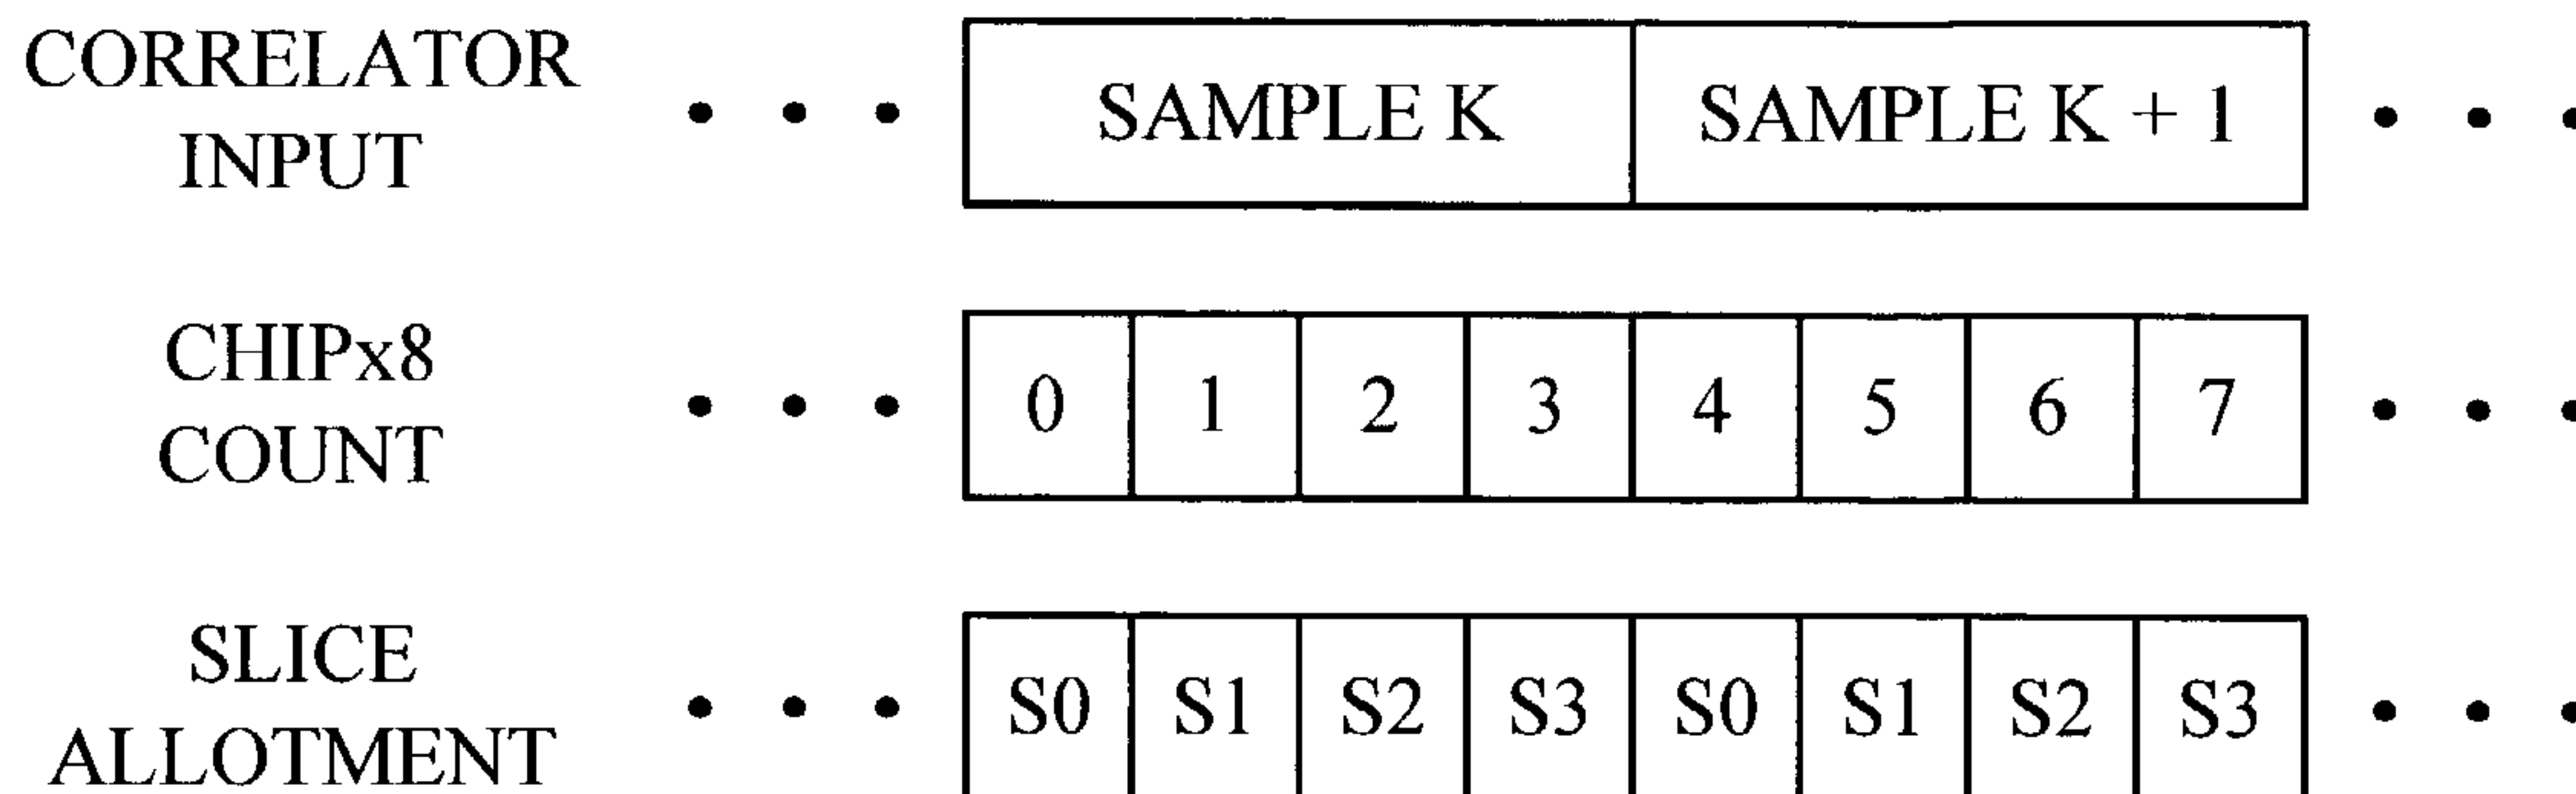 CORRELATOR
INPUT
SAMPLE K
SAMPLE K + 1
CHIPx8
COUNT
0 1 2 3 4 5 6 7
SLICE
ALLOTMENT
S0 S1 S2 S3 S0 S1 S2 S3